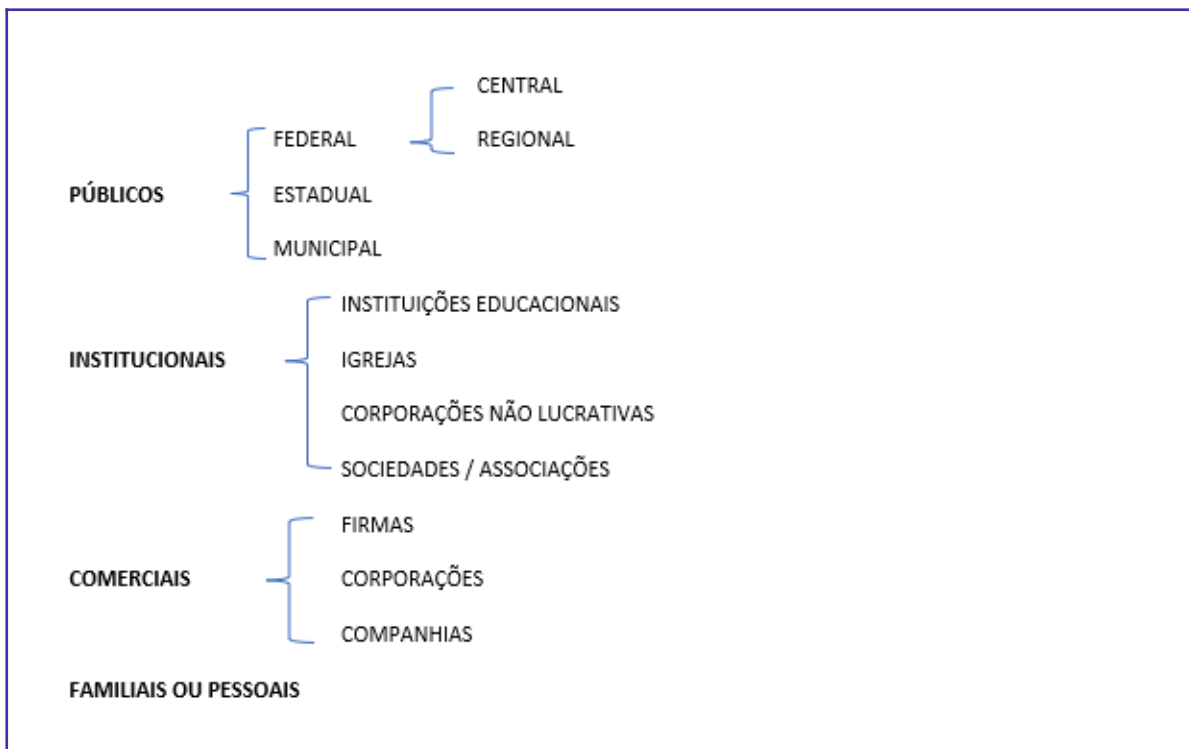 CENTRAL
FEDERAL REGIONAL
PÚBLICOS ESTADUAL
MUNICIPAL
INSTITUIÇÕES EDUCACIONAIS
INSTITUCIONAIS IGREJAS
CORPORAÇÕES NÃO LUCRATIVAS
SOCIEDADES / ASSOCIAÇÕES
FIRMAS
COMERCIAIS CORPORAÇÕES
COMPANHIAS
FAMILIAIS OU PESSOAIS